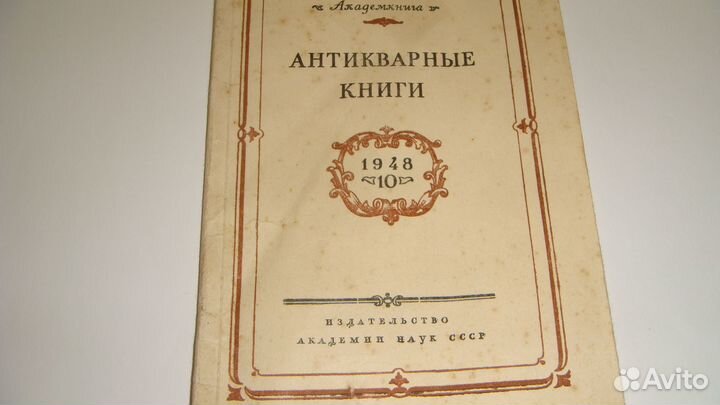 Академкнига
АНТИКВАРНЫЕ
КНИГИ
1948
10
ИЗДАТЕЛЬСТВО
АКАДЕМИИ НАУК СССР
Avito